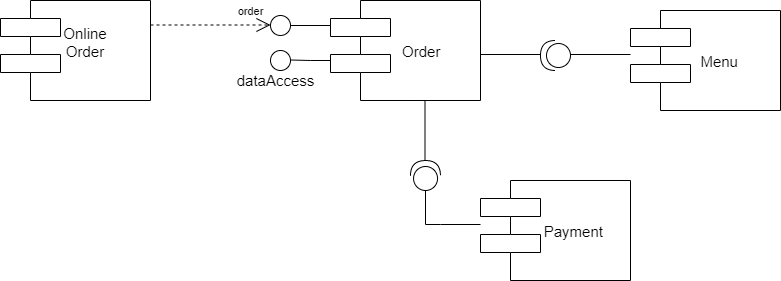 order
Online
Order
Order
Menu
dataAccess
Payment